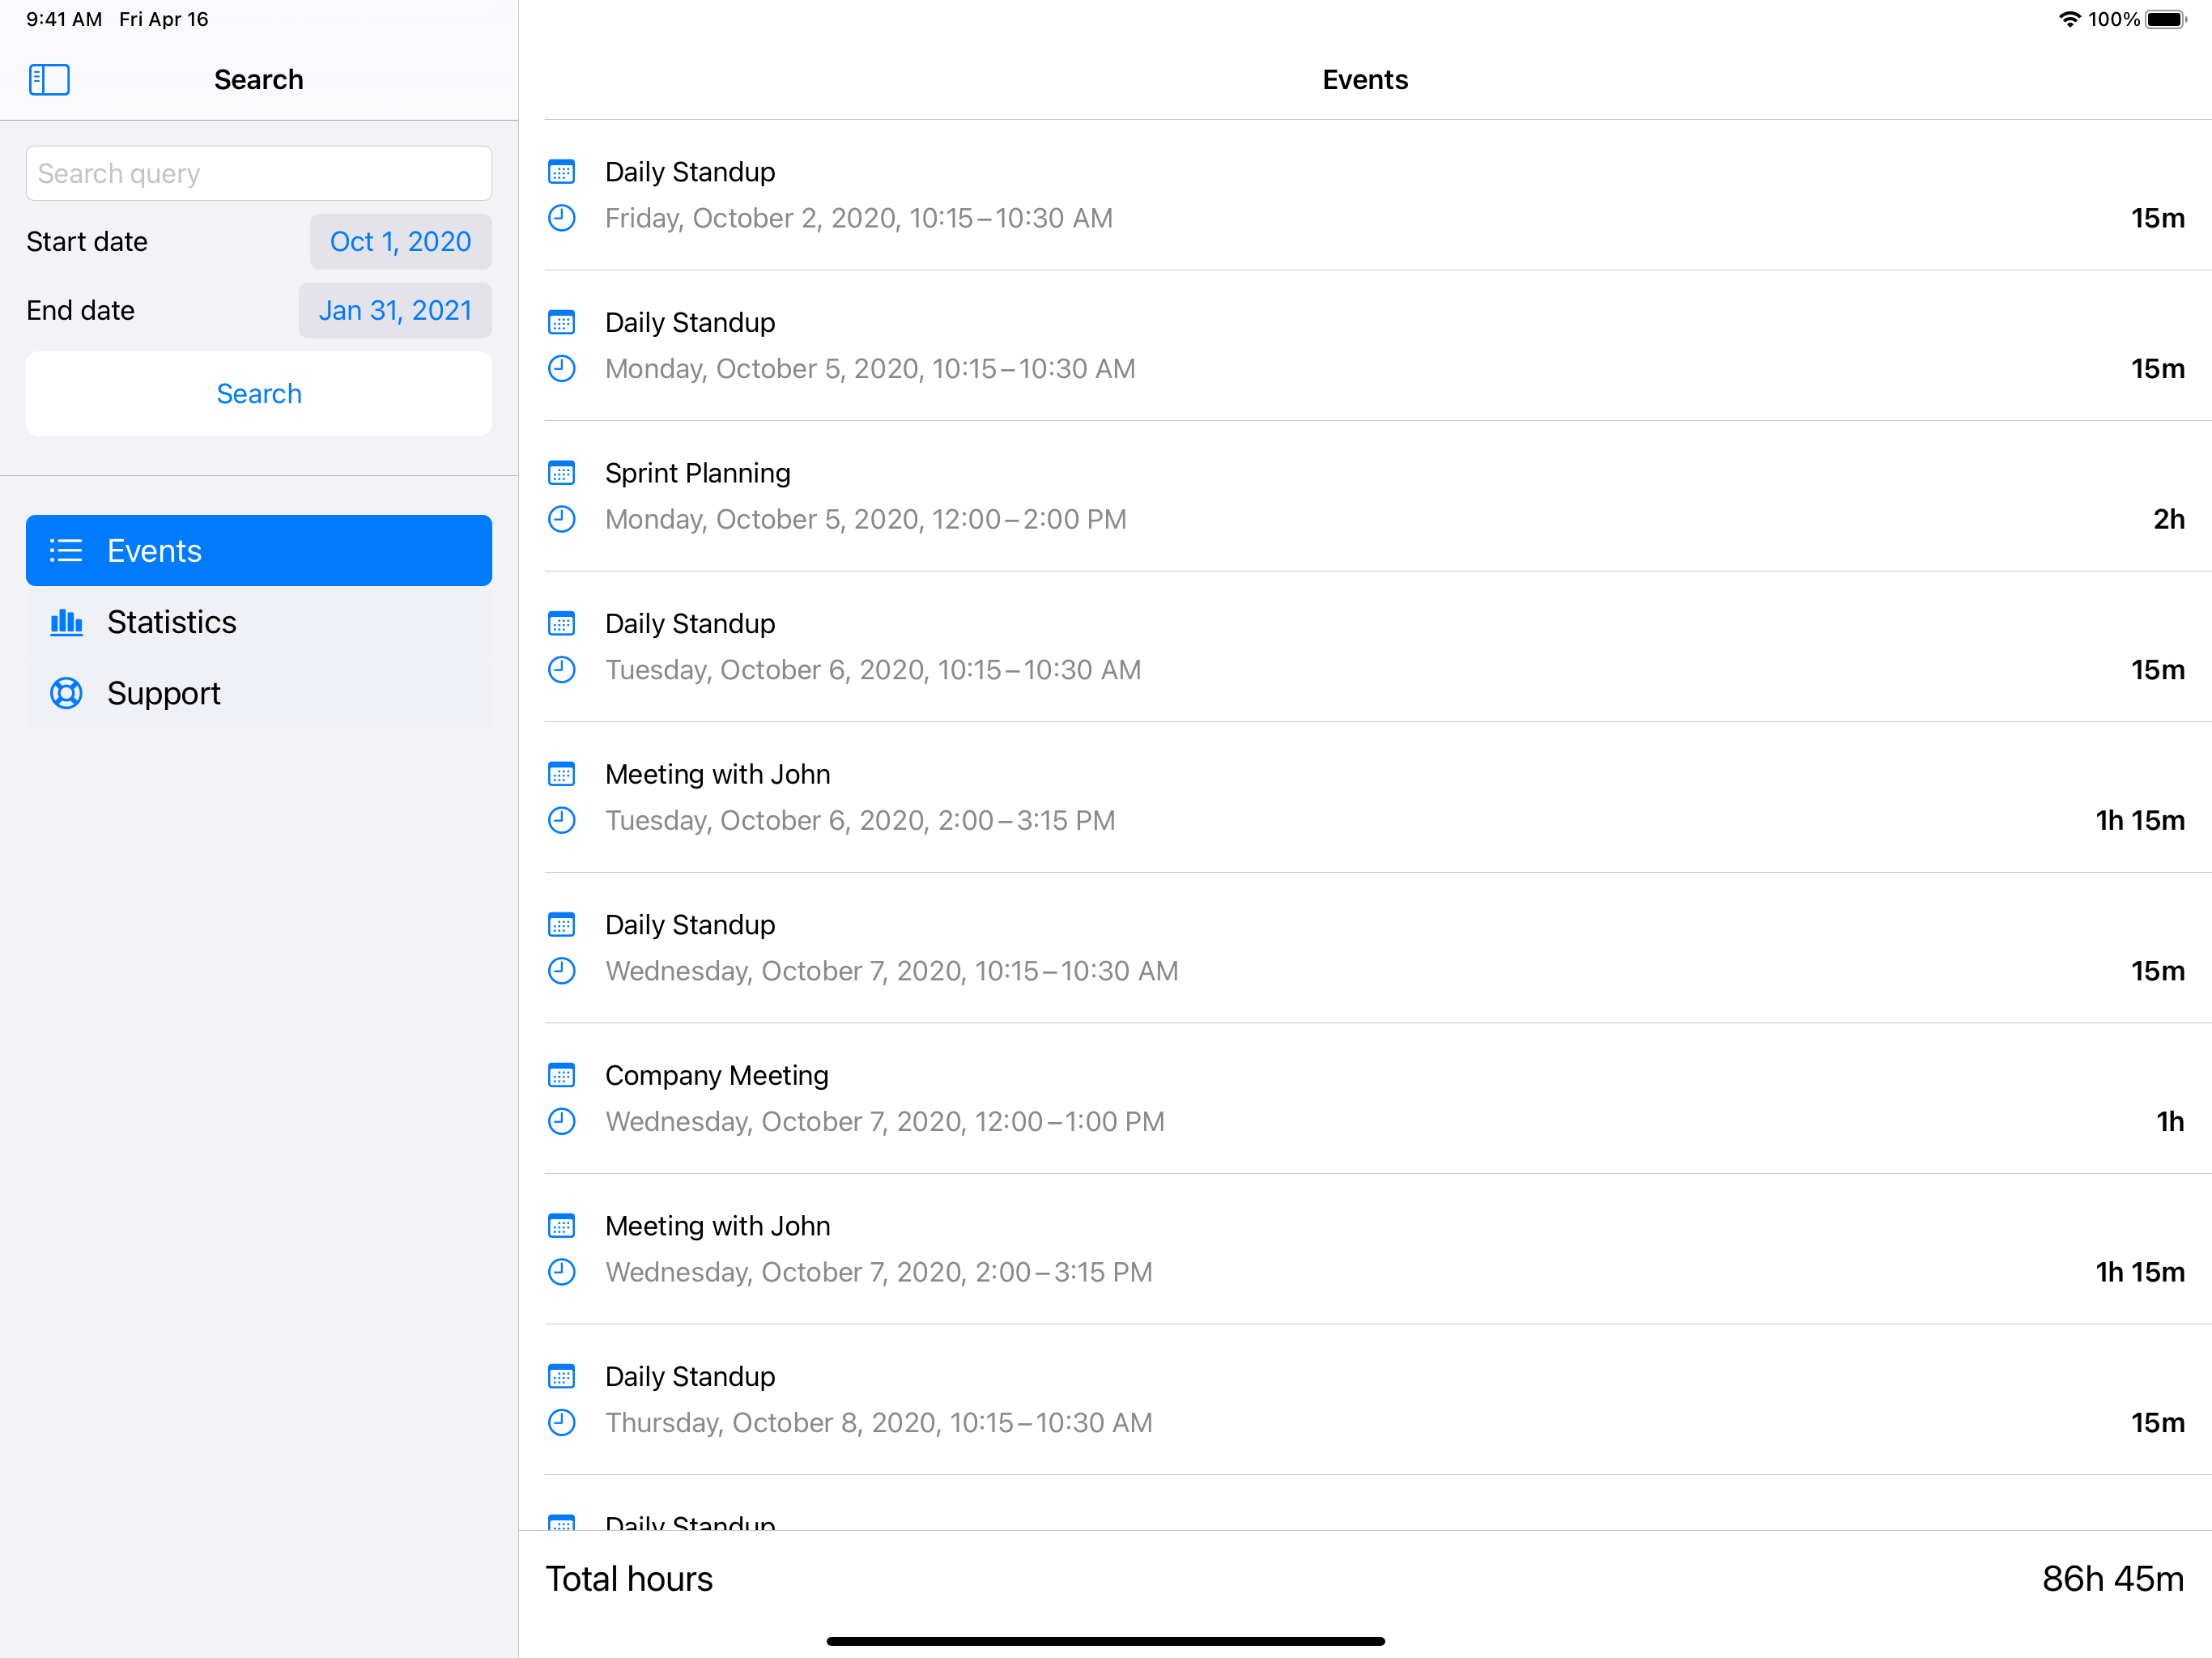 9:41 AM Fri Apr 16
100%
Search
Search query
Start date
Oct 1, 2020
End date
Jan 31, 2021
Search
Events
Statistics
Support
Events
Daily Standup
Friday, October 2, 2020, 10:15 – 10:30 AM
15m
Daily Standup
Monday, October 5, 2020, 10:15 – 10:30 AM
15m
Sprint Planning
Monday, October 5, 2020, 12:00 – 2:00 PM
2h
Daily Standup
Tuesday, October 6, 2020, 10:15 – 10:30 AM
15m
Meeting with John
Tuesday, October 6, 2020, 2:00 – 3:15 PM
1h 15m
Daily Standup
Wednesday, October 7, 2020, 10:15 – 10:30 AM
15m
Company Meeting
Wednesday, October 7, 2020, 12:00 – 1:00 PM
1h
Meeting with John
Wednesday, October 7, 2020, 2:00 – 3:15 PM
1h 15m
Daily Standup
Thursday, October 8, 2020, 10:15 – 10:30 AM
15m
Daily Standup
Total hours
86h 45m